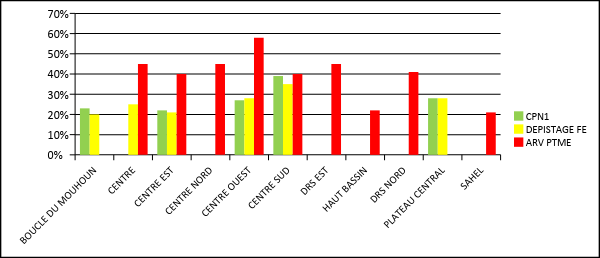 70%
60%
50%
40%
30%
20%
10%
0%
BOUCLE DU MOUHOUN
CENTRE
CENTRE EST
CENTRE NORD
CENTRE OUEST
CENTRE SUD
DRS EST
HAUT BASSIN
DRS NORD
PLATEAU CENTRAL
SAHEL
CPN1
DEPISTAGE FE
ARV PTME